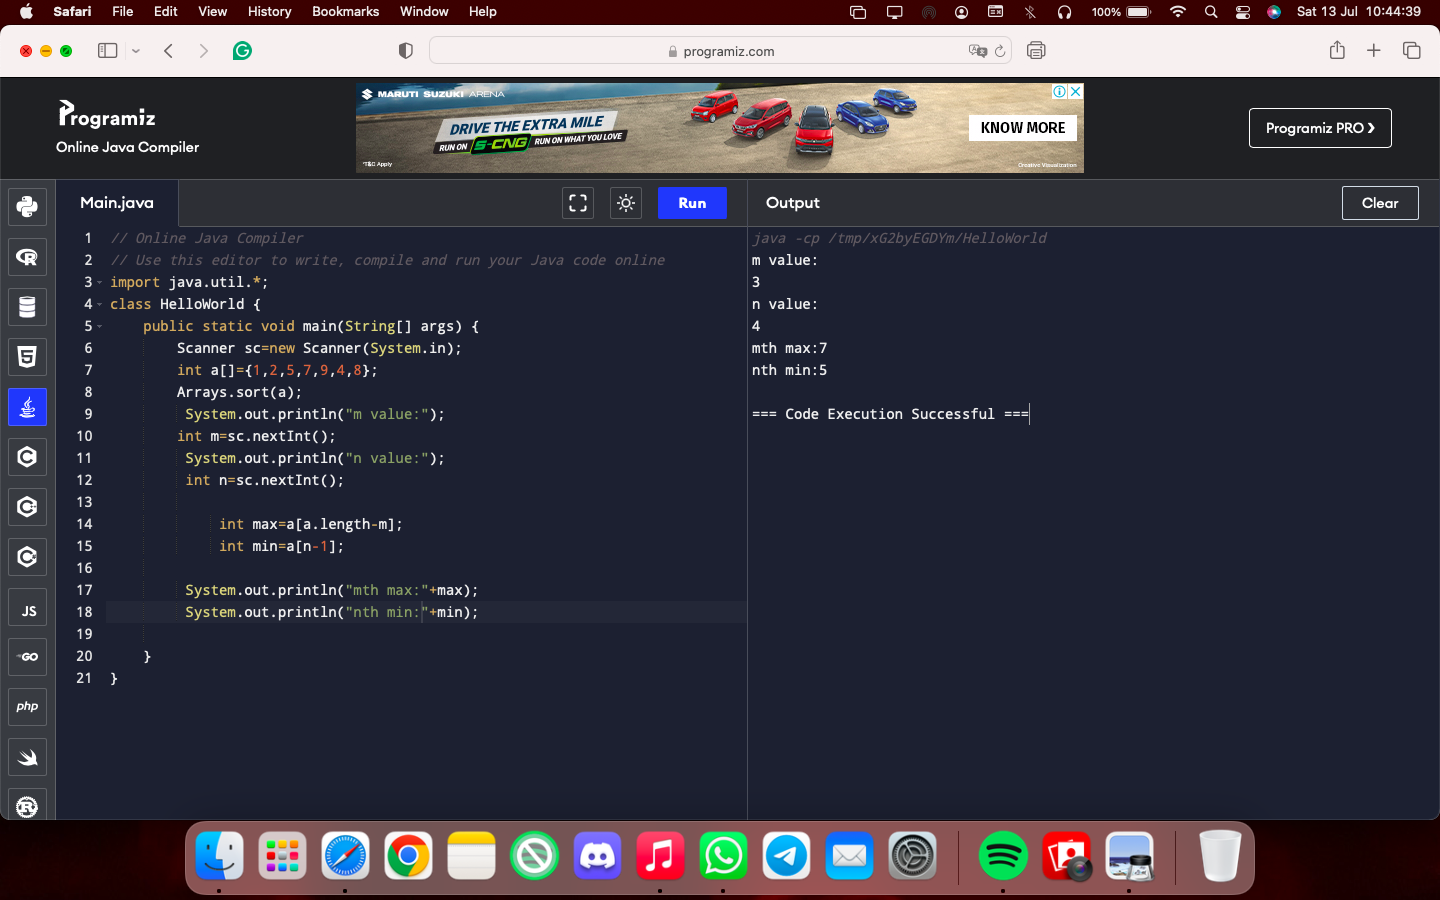 Safari File Edit View History Bookmarks Window Help 100% Sat 13 Jul 10:44:39
programiz.com
Programiz
Online Java Compiler
MARUTI SUZUKI ARENA
DRIVE THE EXTRA MILE
RUN ON S-CNG RUN ON WHAT YOU LOVE
*T&C Apply
KNOW MORE
Creative Visualization
Programiz PRO ❯
Main.java
Run
Output
Clear
1 // Online Java Compiler
2 // Use this editor to write, compile and run your Java code online
3 import java.util.*;
4 class HelloWorld {
5 public static void main(String[] args) {
6 Scanner sc=new Scanner(System.in);
7 int a[]={1,2,5,7,9,4,8};
8 Arrays.sort(a);
9 System.out.println("m value:");
10 int m=sc.nextInt();
11 System.out.println("n value:");
12 int n=sc.nextInt();
13
14 int max=a[a.length-m];
15 int min=a[n-1];
16
17 System.out.println("mth max:"+max);
18 System.out.println("nth min:"+min);
19
20 }
21 }
java -cp /tmp/xG2byEGDYm/HelloWorld
m value:
3
n value:
4
mth max:7
nth min:5
=== Code Execution Successful ===
JS
GO
php